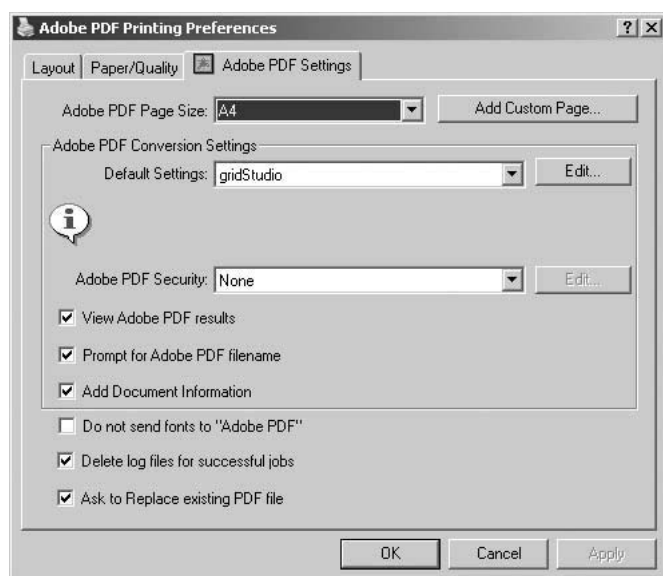 Adobe PDF Printing Preferences
Layout Paper/Quality Adobe PDF Settings
Adobe PDF Page Size: A4 Add Custom Page...
Adobe PDF Conversion Settings
Default Settings: gridStudio Edit...
Adobe PDF Security: None Edit...
View Adobe PDF results
Prompt for Adobe PDF filename
Add Document Information
Do not send fonts to "Adobe PDF"
Delete log files for successful jobs
Ask to Replace existing PDF file
OK Cancel Apply